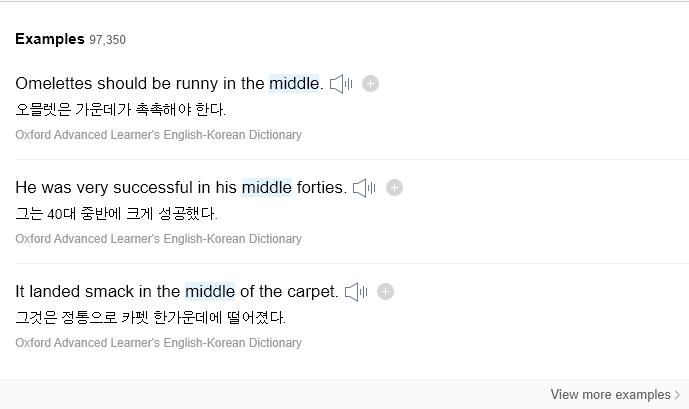 Examples 97,350
Omelettes should be runny in the middle.
오믈렛은 가운데가 촉촉해야 한다.
Oxford Advanced Learner's English-Korean Dictionary
He was very successful in his middle forties.
그는 40대 중반에 크게 성공했다.
Oxford Advanced Learner's English-Korean Dictionary
It landed smack in the middle of the carpet.
그것은 정통으로 카펫 한가운데에 떨어졌다.
Oxford Advanced Learner's English-Korean Dictionary
View more examples